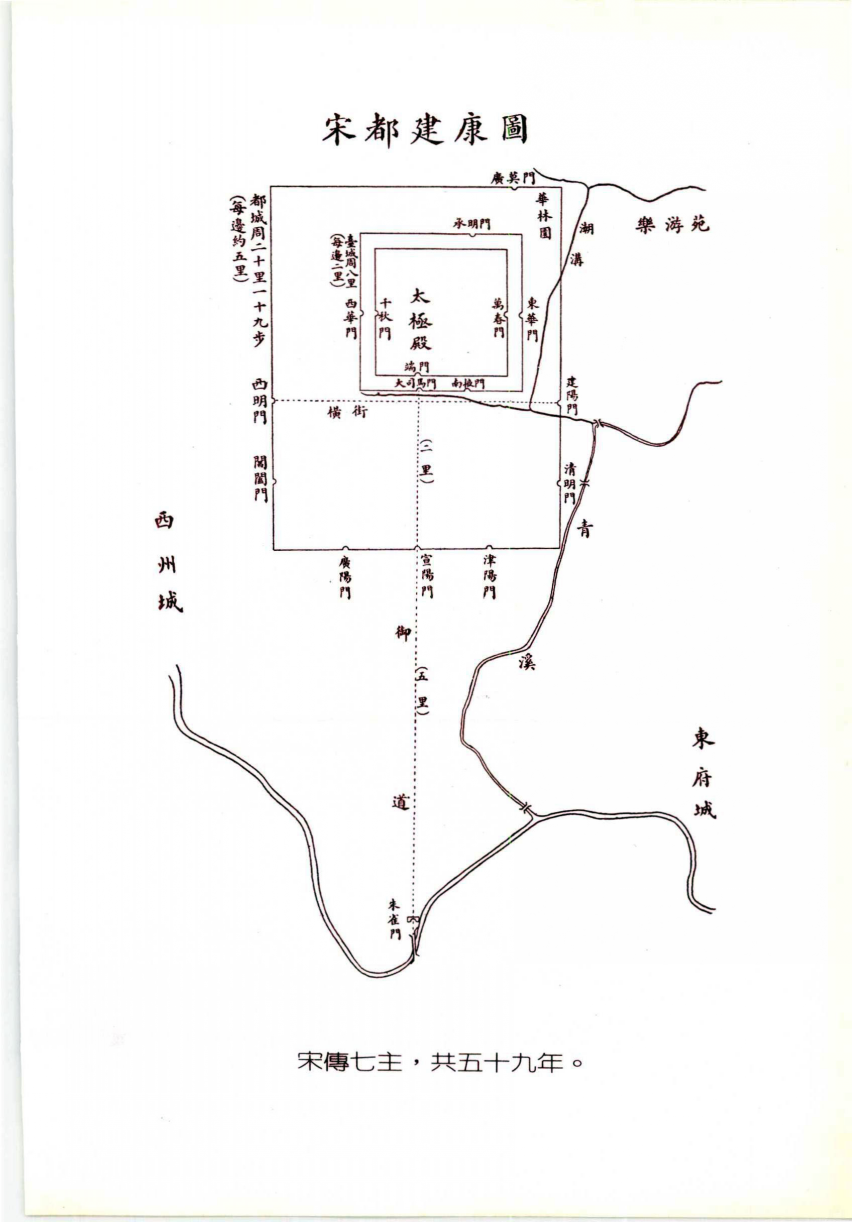 宋都建康圖
廣莫門
華林園
潮溝
樂游苑
都城周二十里一十九步
(每邊約五里)
承明門
臺城周八里
(每邊二里)
西華門
千秋門
太極殿
萬春門
東華門
端門
大司馬門
南掖門
西明門
橫街
建陽門
(二里)
閶闔門
清明門
青溪
西州城
廣陽門
宣陽門
津陽門
御道
(五里)
東府城
朱雀門
宋傳七主，共五十九年。